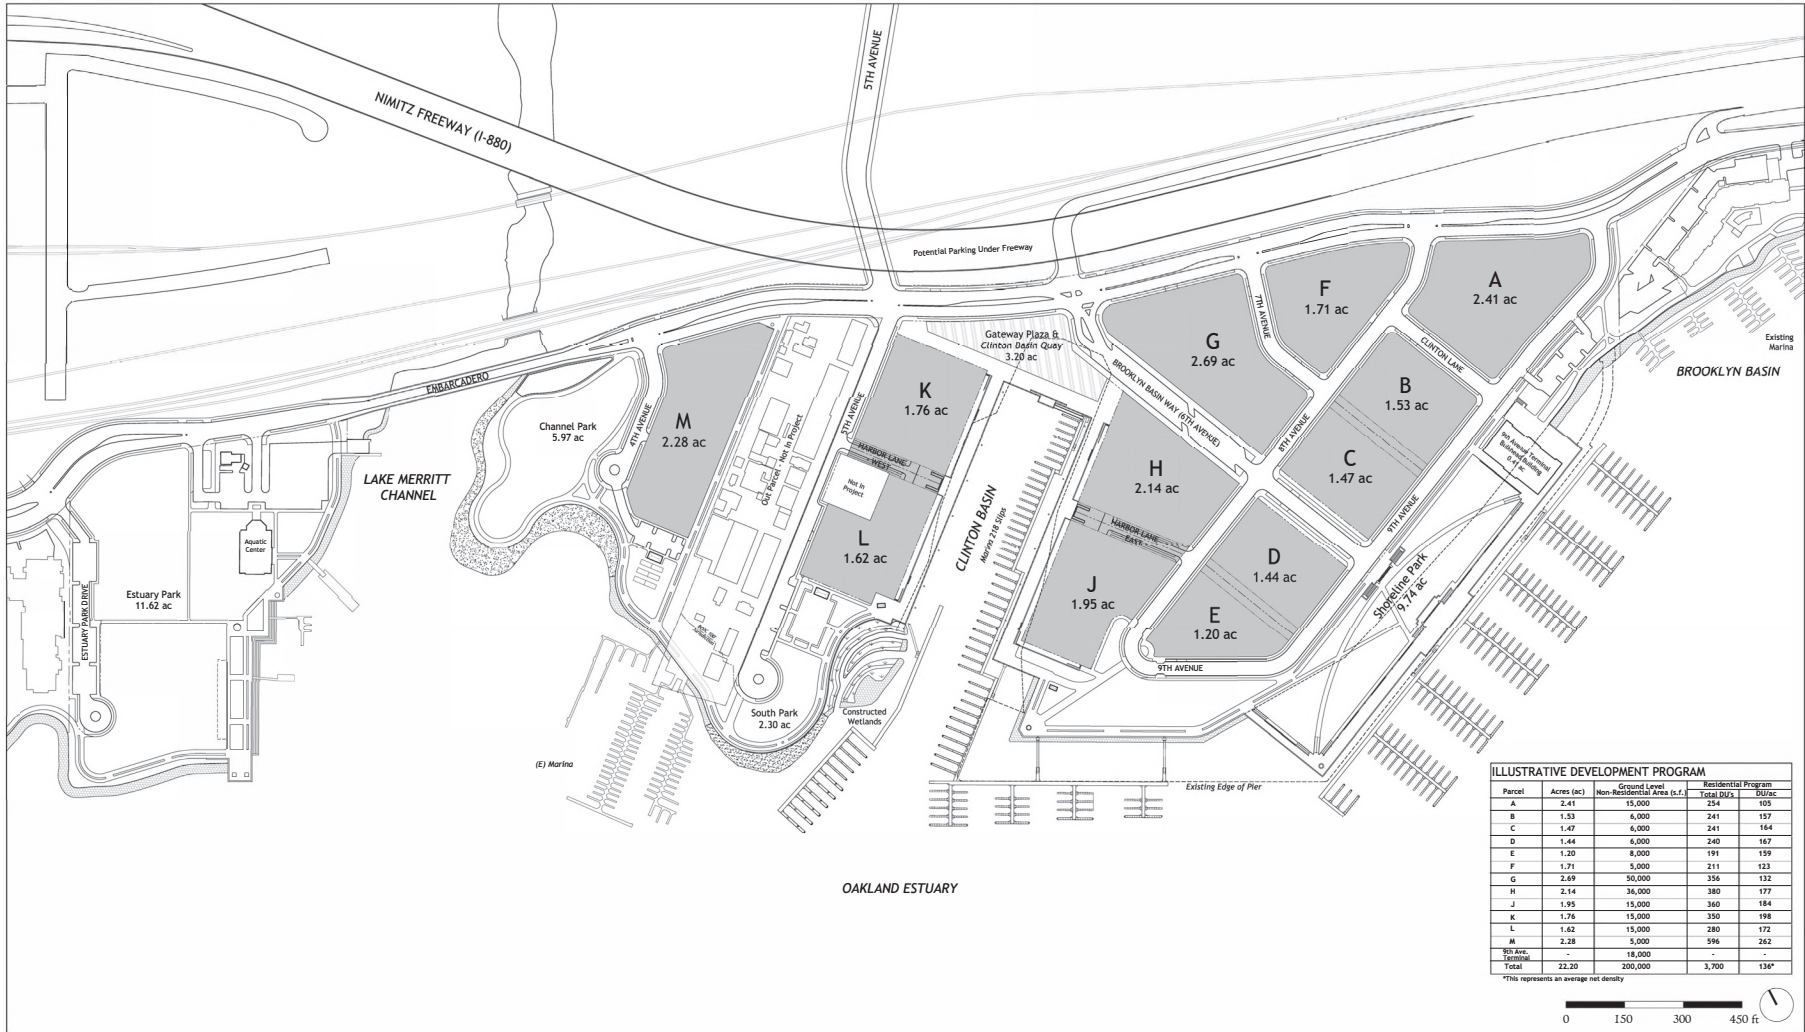 5TH AVENUE
NIMITZ FREEWAY (I-880)
Potential Parking Under Freeway
A
2.41 ac
F
1.71 ac
7TH AVENUE
G
2.69 ac
Gateway Plaza &
Clinton Basin Quay
3.20 ac
Existing
Marina
BROOKLYN BASIN
CLINTON LANE
B
1.53 ac
BROOKLYN BASIN WAY (6TH AVENUE)
EMBARCADERO
K
1.76 ac
5TH AVENUE
4TH AVENUE
M
2.28 ac
Channel Park
5.97 ac
Out Parcel - Not In Project
8TH AVENUE
C
1.47 ac
9th Avenue Terminal
Bulkhead Building
HARBOR LANE
WEST
H
2.14 ac
LAKE MERRITT
CHANNEL
Not in
Project
CLINTON BASIN
Marina 218 Slips
9TH AVENUE
HARBOR LANE
EAST
L
1.62 ac
Aquatic
Center
D
1.44 ac
Shoreline Park
9.74 ac
J
1.95 ac
Estuary Park
11.62 ac
ESTUARY PARK DRIVE
E
1.20 ac
9TH AVENUE
South Park
2.30 ac
Constructed
Wetlands
(E) Marina
Existing Edge of Pier
OAKLAND ESTUARY
ILLUSTRATIVE DEVELOPMENT PROGRAM
Parcel Acres (ac) Ground Level Non-Residential Area (s.f.) Residential Program Total DU's DU/ac
A 2.41 15,000 254 105
B 1.53 6,000 241 157
C 1.47 6,000 241 164
D 1.44 6,000 240 167
E 1.20 8,000 191 159
F 1.71 5,000 211 123
G 2.69 50,000 356 132
H 2.14 36,000 380 177
J 1.95 15,000 360 184
K 1.76 15,000 350 198
L 1.62 15,000 280 172
M 2.28 5,000 596 262
9th Ave. Terminal - 18,000 - -
Total 22.20 200,000 3,700 136*
*This represents an average net density
0 150 300 450 ft